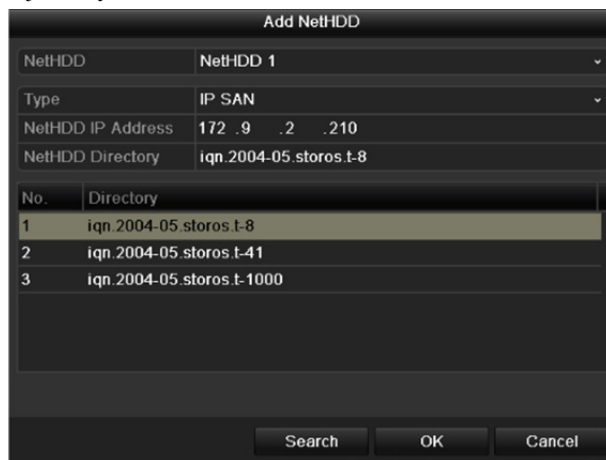 Add NetHDD
NetHDD NetHDD 1
Type IP SAN
NetHDD IP Address 172 .9 .2 .210
NetHDD Directory iqn.2004-05.storos.t-8
No. Directory
1 iqn.2004-05.storos.t-8
2 iqn.2004-05.storos.t-41
3 iqn.2004-05.storos.t-1000
Search OK Cancel